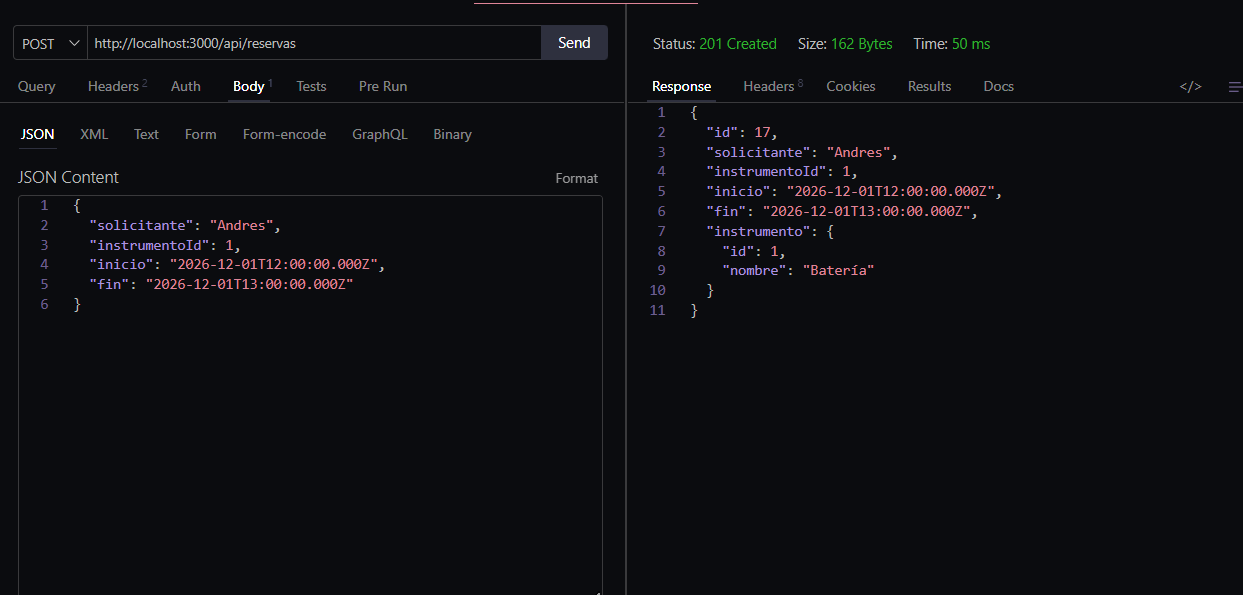 POST http://localhost:3000/api/reservas Send
Query Headers 2 Auth Body 1 Tests Pre Run
JSON XML Text Form Form-encode GraphQL Binary
JSON Content Format
1 {
2 "solicitante": "Andres",
3 "instrumentoId": 1,
4 "inicio": "2026-12-01T12:00:00.000Z",
5 "fin": "2026-12-01T13:00:00.000Z"
6 }
Status: 201 Created Size: 162 Bytes Time: 50 ms
Response Headers 8 Cookies Results Docs </>
1 {
2 "id": 17,
3 "solicitante": "Andres",
4 "instrumentoId": 1,
5 "inicio": "2026-12-01T12:00:00.000Z",
6 "fin": "2026-12-01T13:00:00.000Z",
7 "instrumento": {
8 "id": 1,
9 "nombre": "Batería"
10 }
11 }